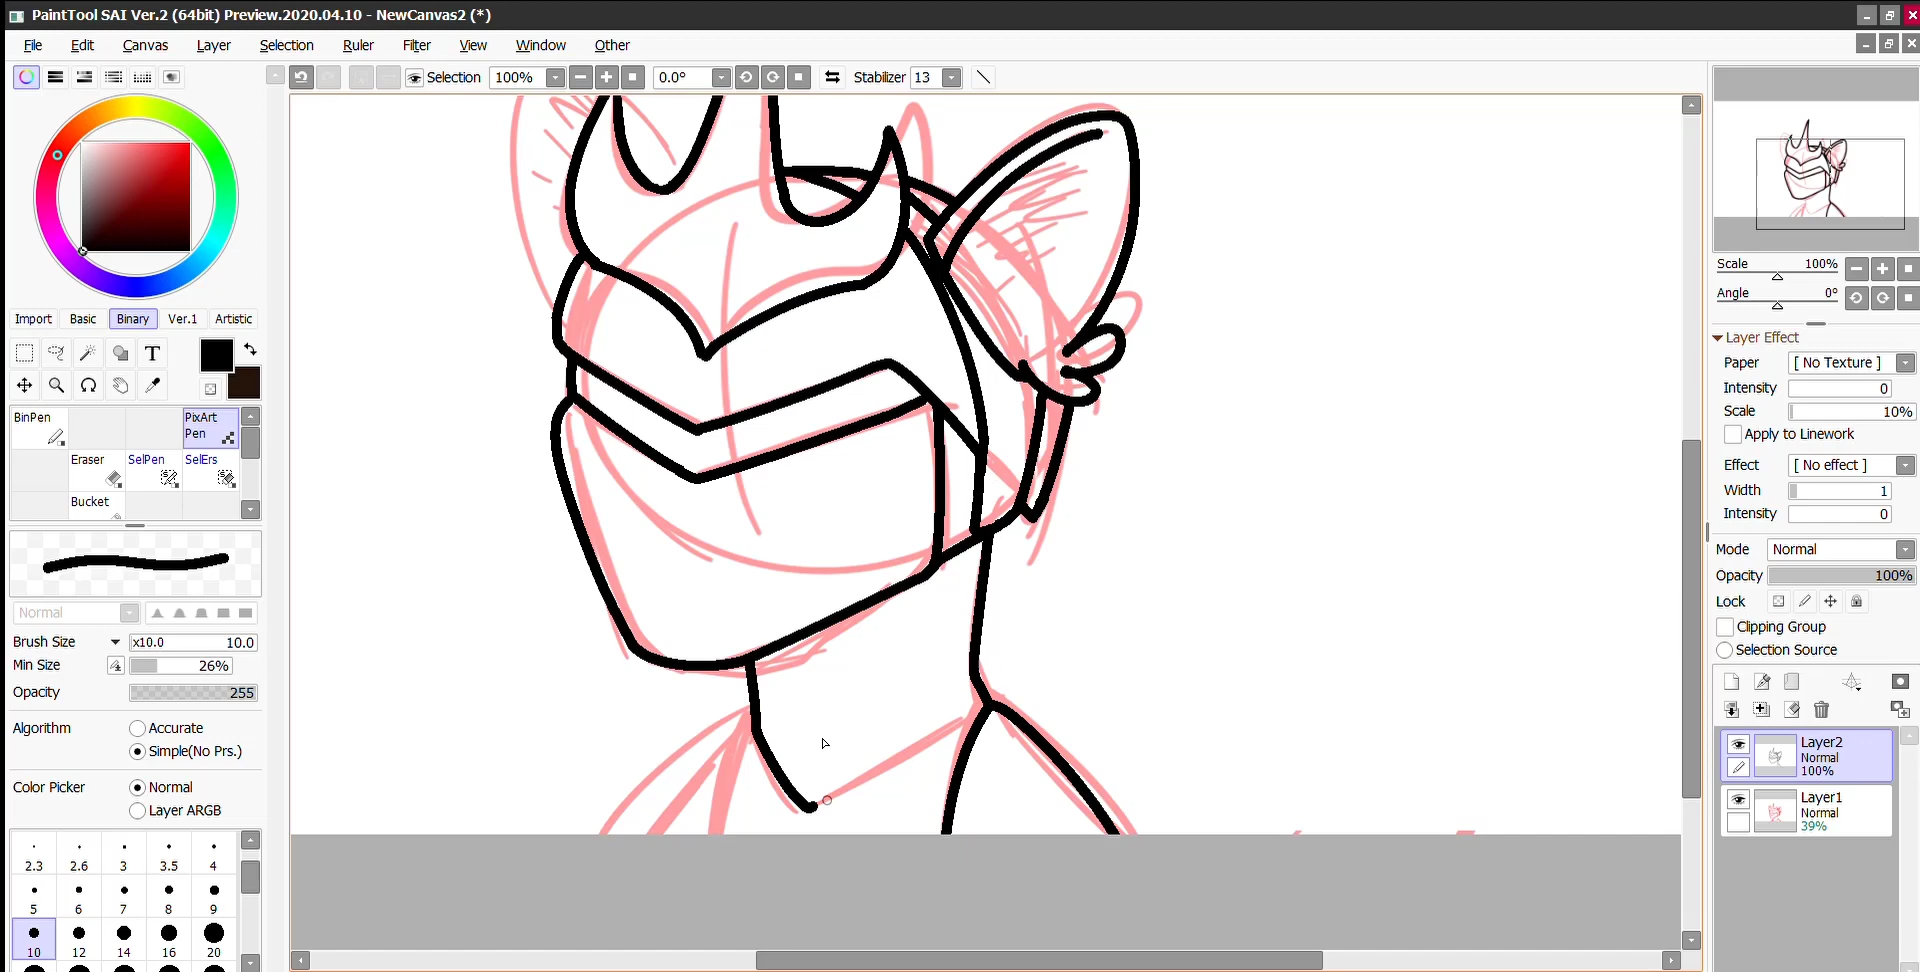 PaintTool SAI Ver.2 (64bit) Preview.2020.04.10 - NewCanvas2 (*)
File Edit Canvas Layer Selection Ruler Filter View Window Other
Selection 100% 0.0° Stabilizer 13
Import Basic Binary Ver.1 Artistic
T
BinPen PixArt Pen
Eraser SelPen SelErs
Bucket
Normal
Brush Size x10.0 10.0
Min Size 26%
Opacity 255
Algorithm Accurate
Simple(No Prs.)
Color Picker Normal
Layer ARGB
2.3 2.6 3 3.5 4
5 6 7 8 9
10 12 14 16 20
Scale 100%
Angle 0°
Layer Effect
Paper [ No Texture ]
Intensity 0
Scale 10%
Apply to Linework
Effect [ No effect ]
Width 1
Intensity 0
Mode Normal
Opacity 100%
Lock
Clipping Group
Selection Source
Layer2
Normal
100%
Layer1
Normal
39%